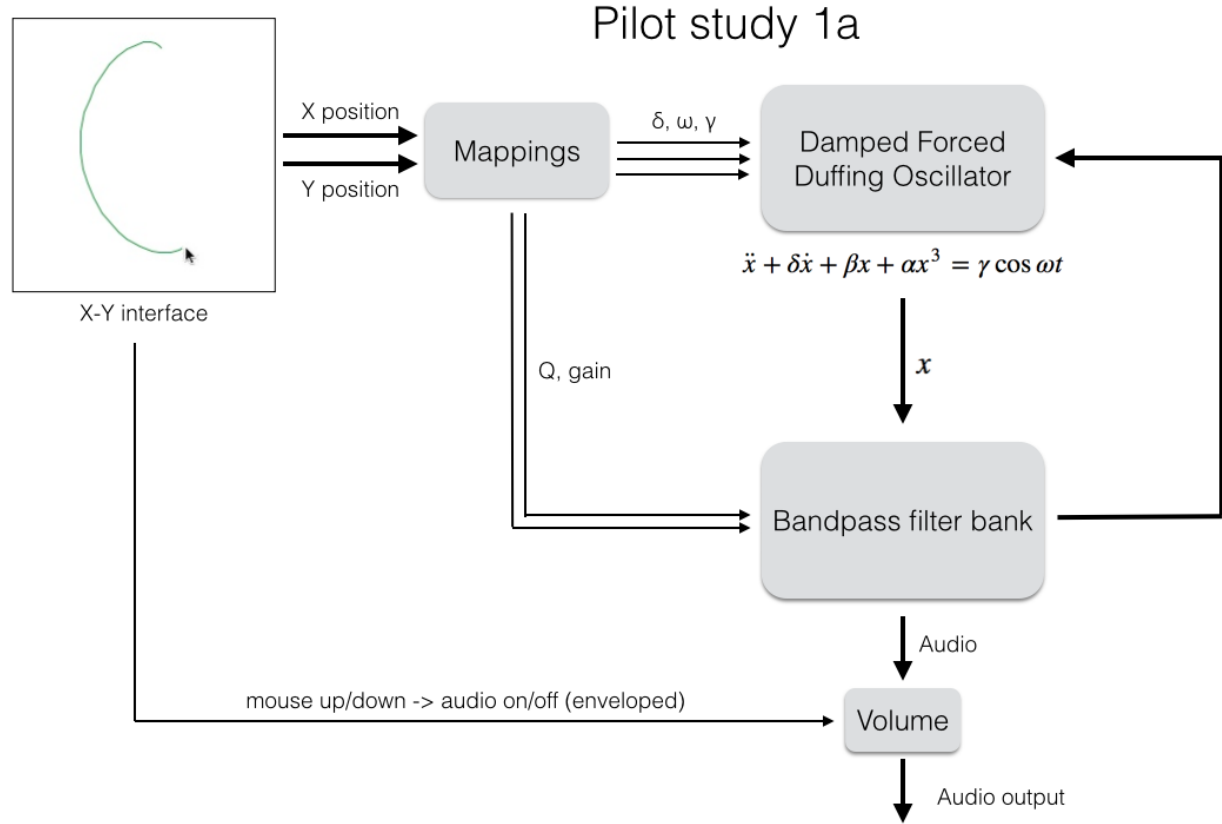 Pilot study 1a
X position
Y position
X-Y interface
Mappings
δ, ω, γ
Damped Forced
Duffing Oscillator
ẍ + δẋ + βx + αx³ = γ cos ωt
Q, gain
x
Bandpass filter bank
Audio
mouse up/down -> audio on/off (enveloped)
Volume
Audio output